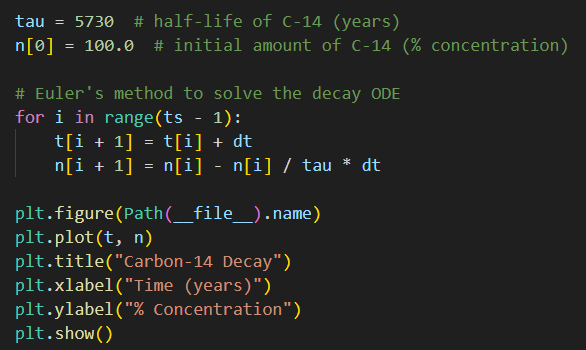 tau = 5730  # half-life of C-14 (years)
n[0] = 100.0  # initial amount of C-14 (% concentration)

# Euler's method to solve the decay ODE
for i in range(ts - 1):
    t[i + 1] = t[i] + dt
    n[i + 1] = n[i] - n[i] / tau * dt

plt.figure(Path(__file__).name)
plt.plot(t, n)
plt.title("Carbon-14 Decay")
plt.xlabel("Time (years)")
plt.ylabel("% Concentration")
plt.show()